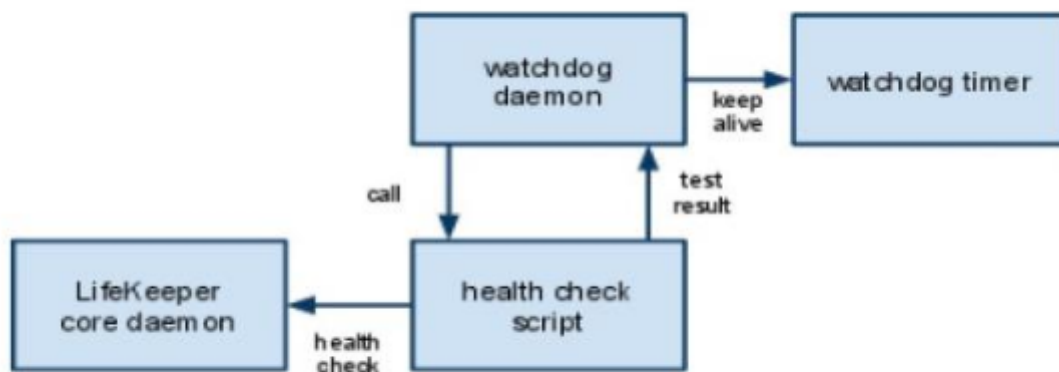 watchdog
daemon
keep
alive
watchdog timer
call
test
result
LifeKeeper
core daemon
health
check
health check
script